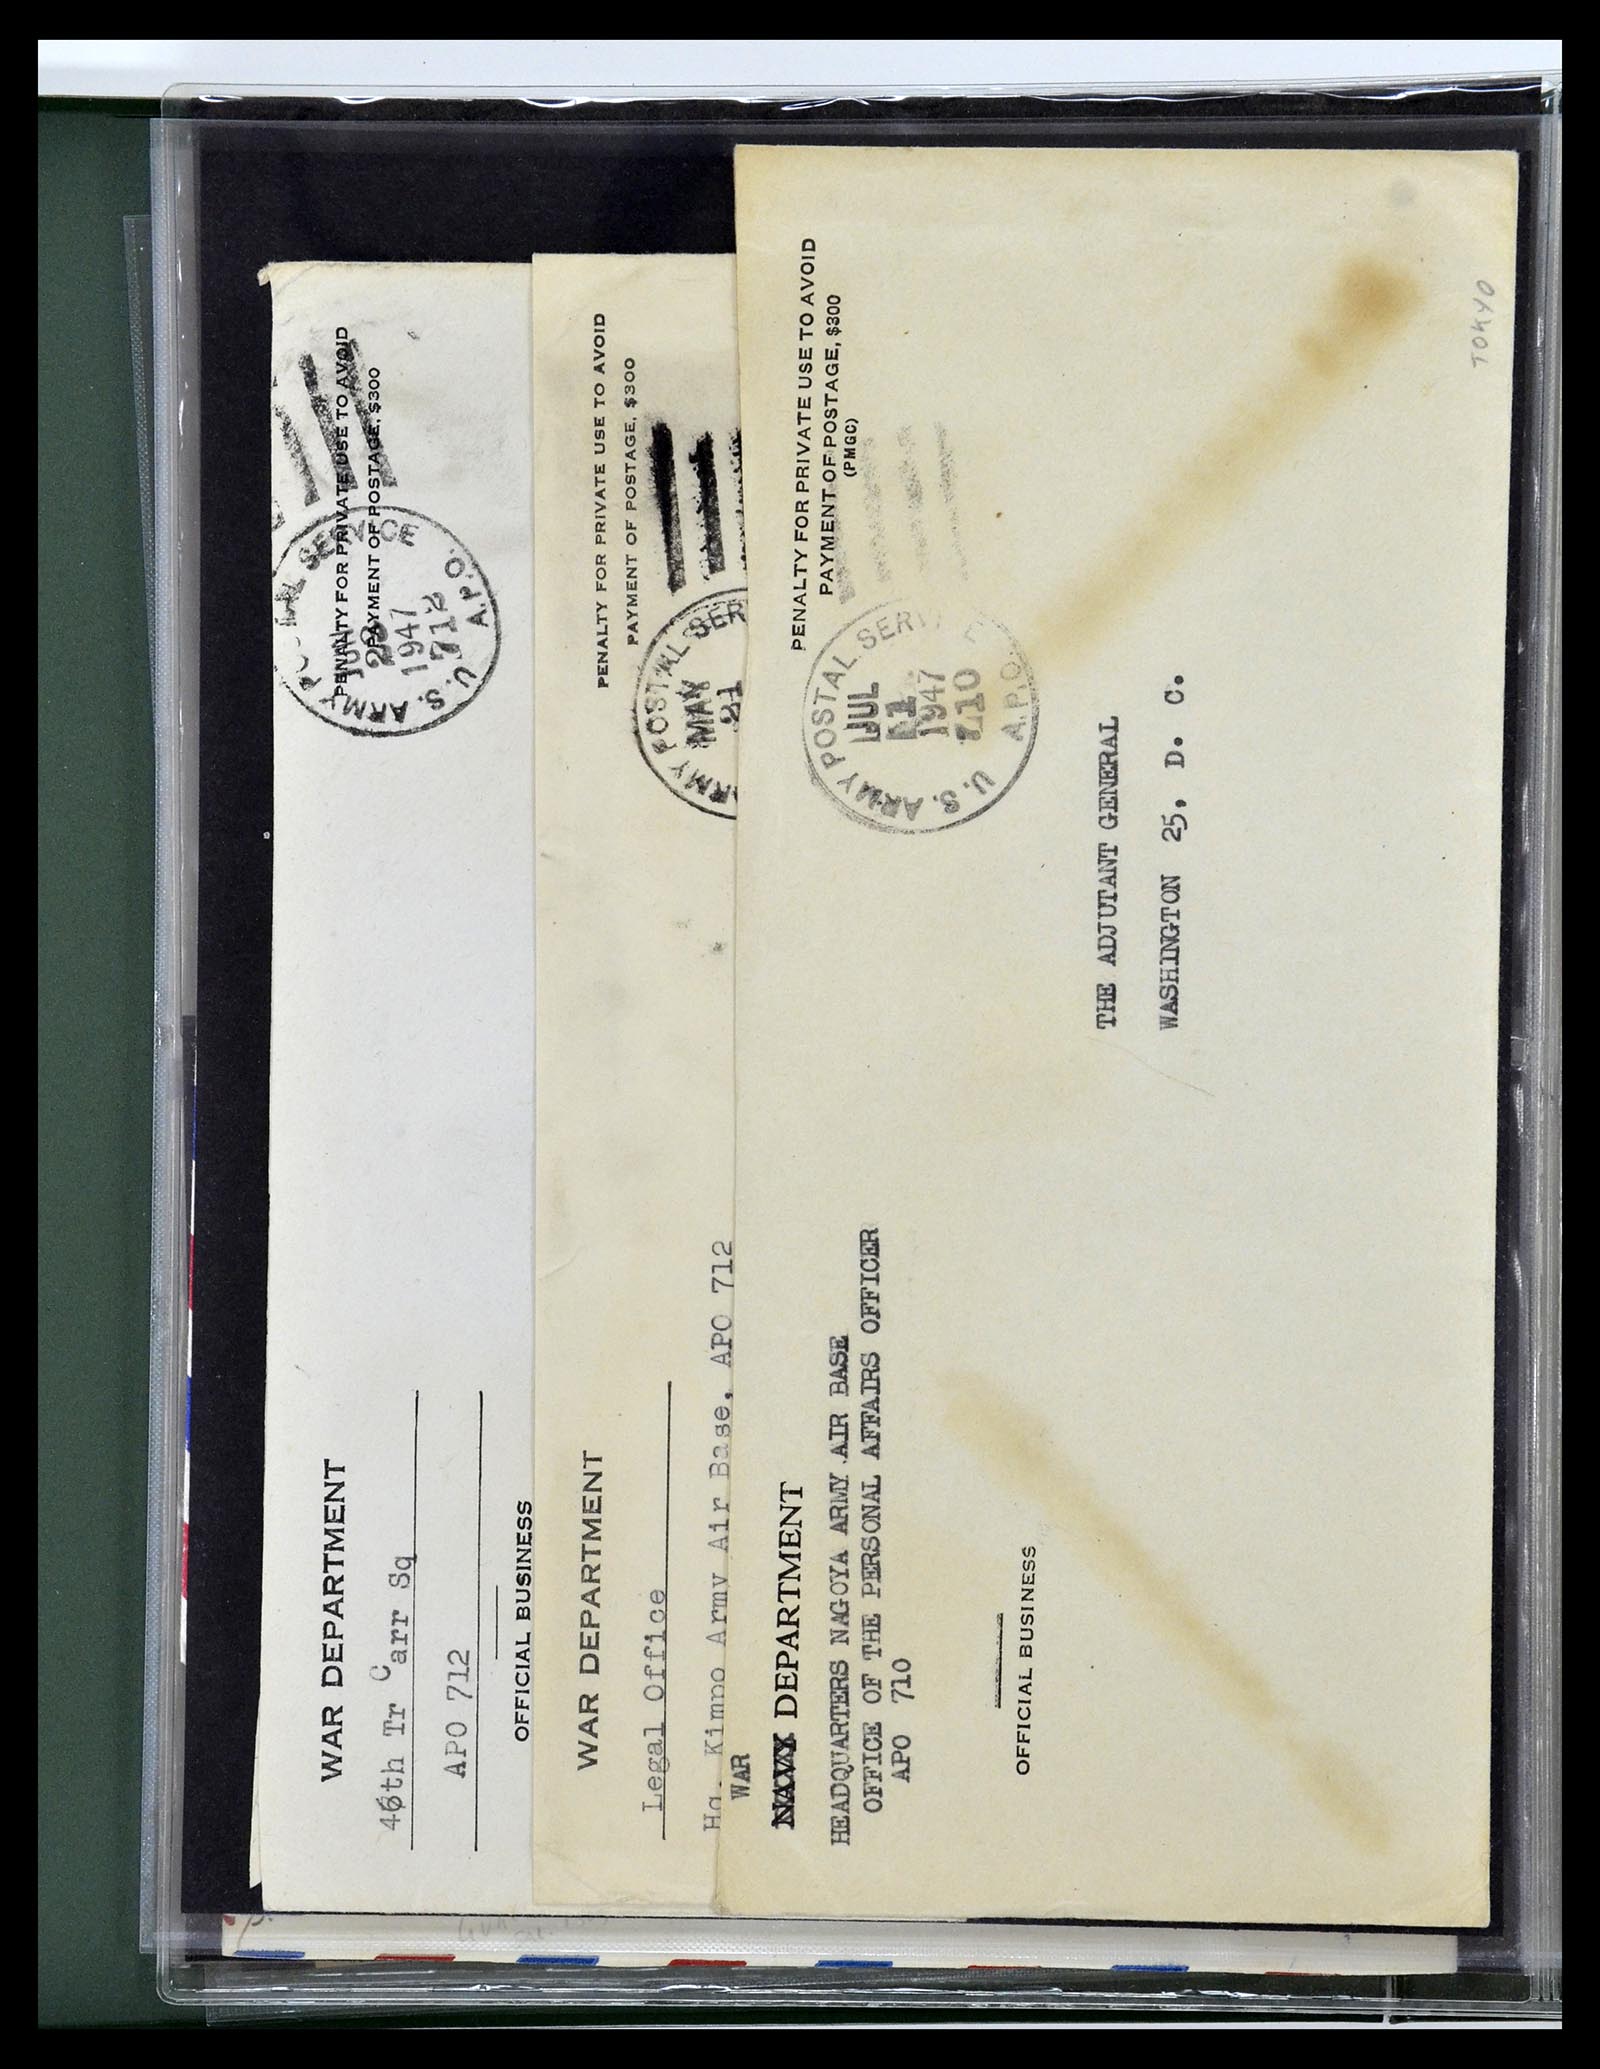 WAR DEPARTMENT
46th Tr Carr Sq
APO 712
OFFICIAL BUSINESS
PENALTY FOR PRIVATE USE TO AVOID
PAYMENT OF POSTAGE, $300
U.S. ARMY POSTAL SERVICE
1947
712
A.P.O.
WAR DEPARTMENT
Legal Office
Hq. Kimpo Army Air Base, APO 712
PENALTY FOR PRIVATE USE TO AVOID
PAYMENT OF POSTAGE, $300
ARMY POSTAL SER
MAY
21
WAR
NAVY DEPARTMENT
HEADQUARTERS NAGOYA ARMY AIR BASE
OFFICE OF THE PERSONAL AFFAIRS OFFICER
APO 710
OFFICIAL BUSINESS
PENALTY FOR PRIVATE USE TO AVOID
PAYMENT OF POSTAGE, $300
(PMGC)
U.S. ARMY POSTAL
JUL
11
1947
710
A.P.O.
THE ADJUTANT GENERAL
WASHINGTON 25, D. C.
TOKYO